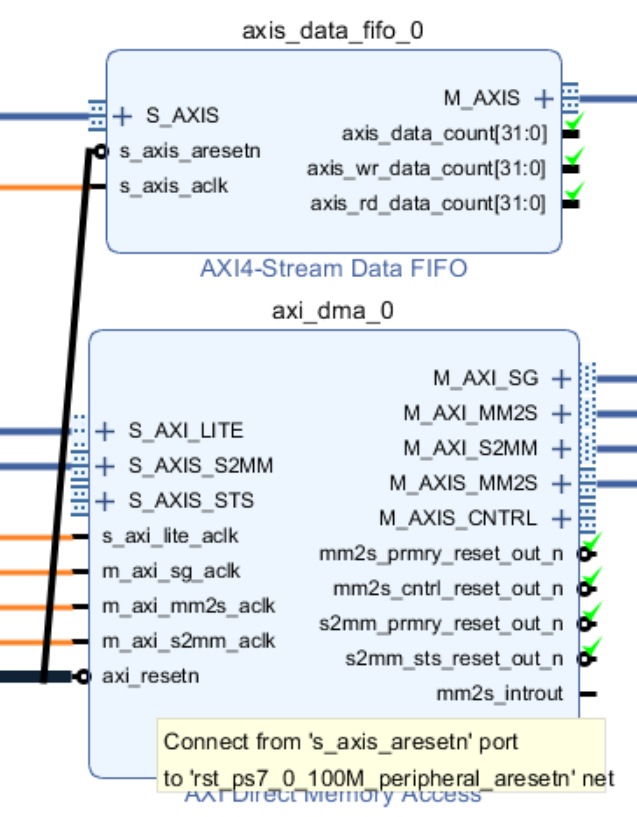 axis_data_fifo_0
S_AXIS
s_axis_aresetn
s_axis_aclk
M_AXIS
axis_data_count[31:0]
axis_wr_data_count[31:0]
axis_rd_data_count[31:0]
AXI4-Stream Data FIFO
axi_dma_0
S_AXI_LITE
S_AXIS_S2MM
S_AXIS_STS
s_axi_lite_aclk
m_axi_sg_aclk
m_axi_mm2s_aclk
m_axi_s2mm_aclk
axi_resetn
M_AXI_SG
M_AXI_MM2S
M_AXI_S2MM
M_AXIS_MM2S
M_AXIS_CNTRL
mm2s_prmry_reset_out_n
mm2s_cntrl_reset_out_n
s2mm_prmry_reset_out_n
s2mm_sts_reset_out_n
mm2s_introut
Connect from 's_axis_aresetn' port
to 'rst_ps7_0_100M_peripheral_aresetn' net
AXI Direct Memory Access